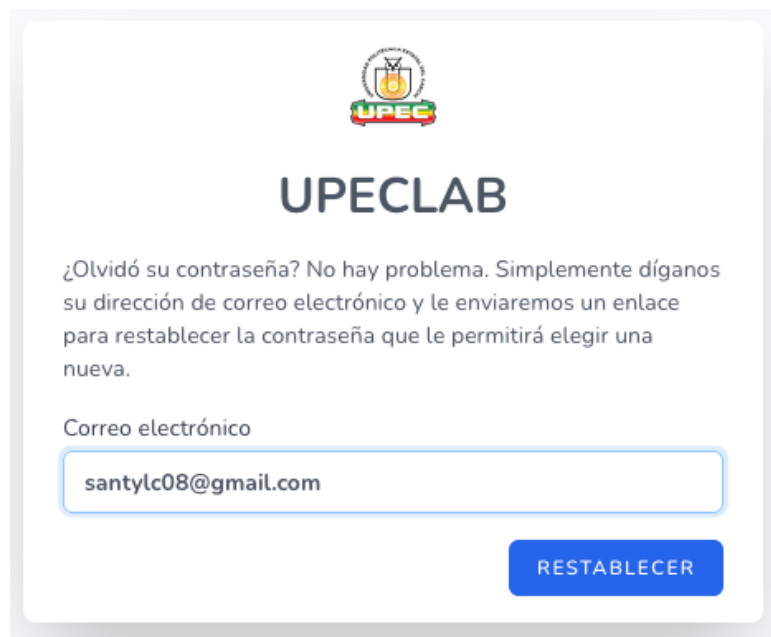 UPEC
UPECLAB
¿Olvidó su contraseña? No hay problema. Simplemente díganos
su dirección de correo electrónico y le enviaremos un enlace
para restablecer la contraseña que le permitirá elegir una
nueva.
Correo electrónico
santylc08@gmail.com
RESTABLECER